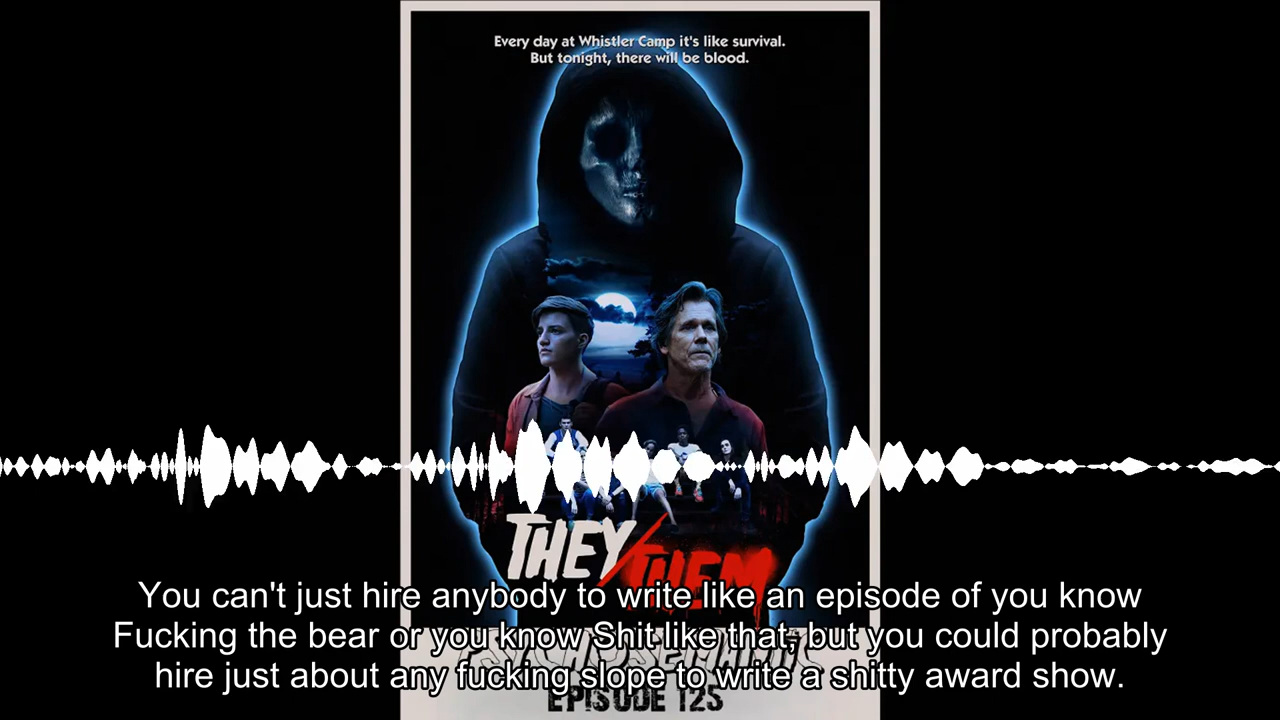 Every day at Whistler Camp it's like survival.
But tonight, there will be blood.
THEY/THEM
You can't just hire anybody to write like an episode of you know
Fucking the bear or you know Shit like that, but you could probably
hire just about any fucking slope to write a shitty award show.
EPISODE 125